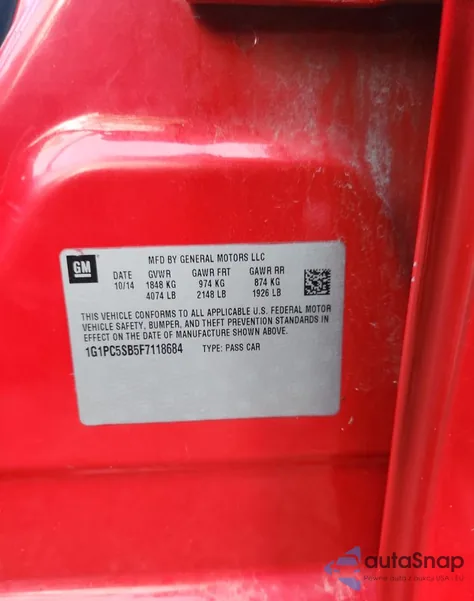 GM
MFD BY GENERAL MOTORS LLC
DATE GVWR GAWR FRT GAWR RR
10/14 1848 KG 974 KG 874 KG
4074 LB 2148 LB 1926 LB
THIS VEHICLE CONFORMS TO ALL APPLICABLE U.S. FEDERAL MOTOR
VEHICLE SAFETY, BUMPER, AND THEFT PREVENTION STANDARDS IN
EFFECT ON THE DATE OF MANUFACTURE SHOWN ABOVE.
1G1PC5SB5F7118684 TYPE: PASS CAR
autaSnap